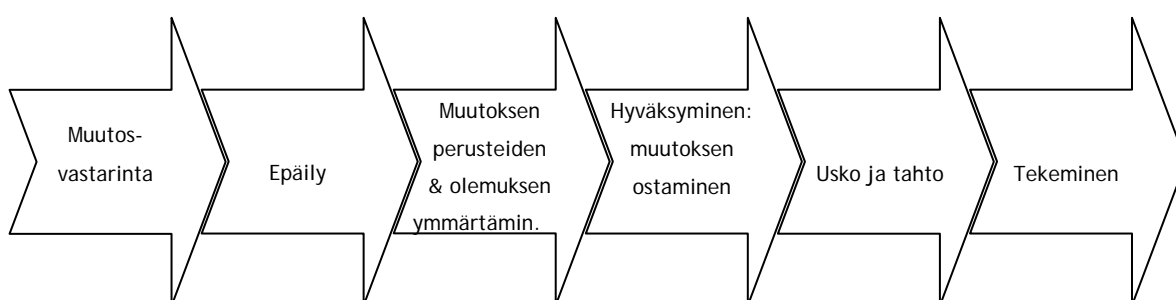 Muutos-
vastarinta
Epäily
Muutoksen
perusteiden
& olemuksen
ymmärtämin.
Hyväksyminen:
muutoksen
ostaminen
Usko ja tahto
Tekeminen